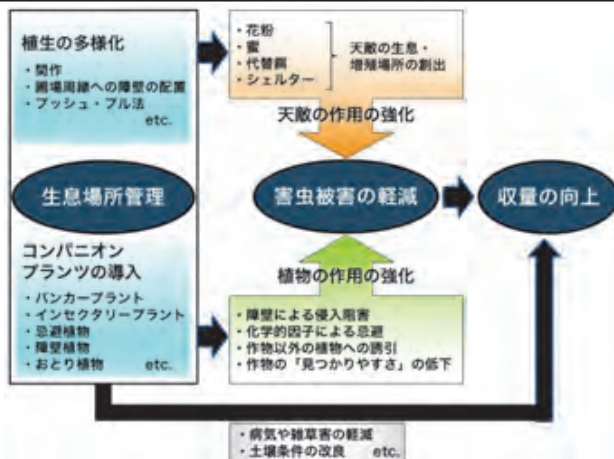 植生の多様化
・間作
・圃場周縁への障壁の配置
・プッシュ・プル法
etc.
・花粉
・蜜
・代替餌
・シェルター
天敵の生息・
増殖場所の創出
天敵の作用の強化
生息場所管理
害虫被害の軽減
収量の向上
コンパニオン
プランツの導入
・バンカープラント
・インセクタリープラント
・忌避植物
・障壁植物
・おとり植物 etc.
植物の作用の強化
・障壁による侵入阻害
・化学的因子による忌避
・作物以外の植物への誘引
・作物の「見つかりやすさ」の低下
・病気や雑草害の軽減
・土壌条件の改良 etc.